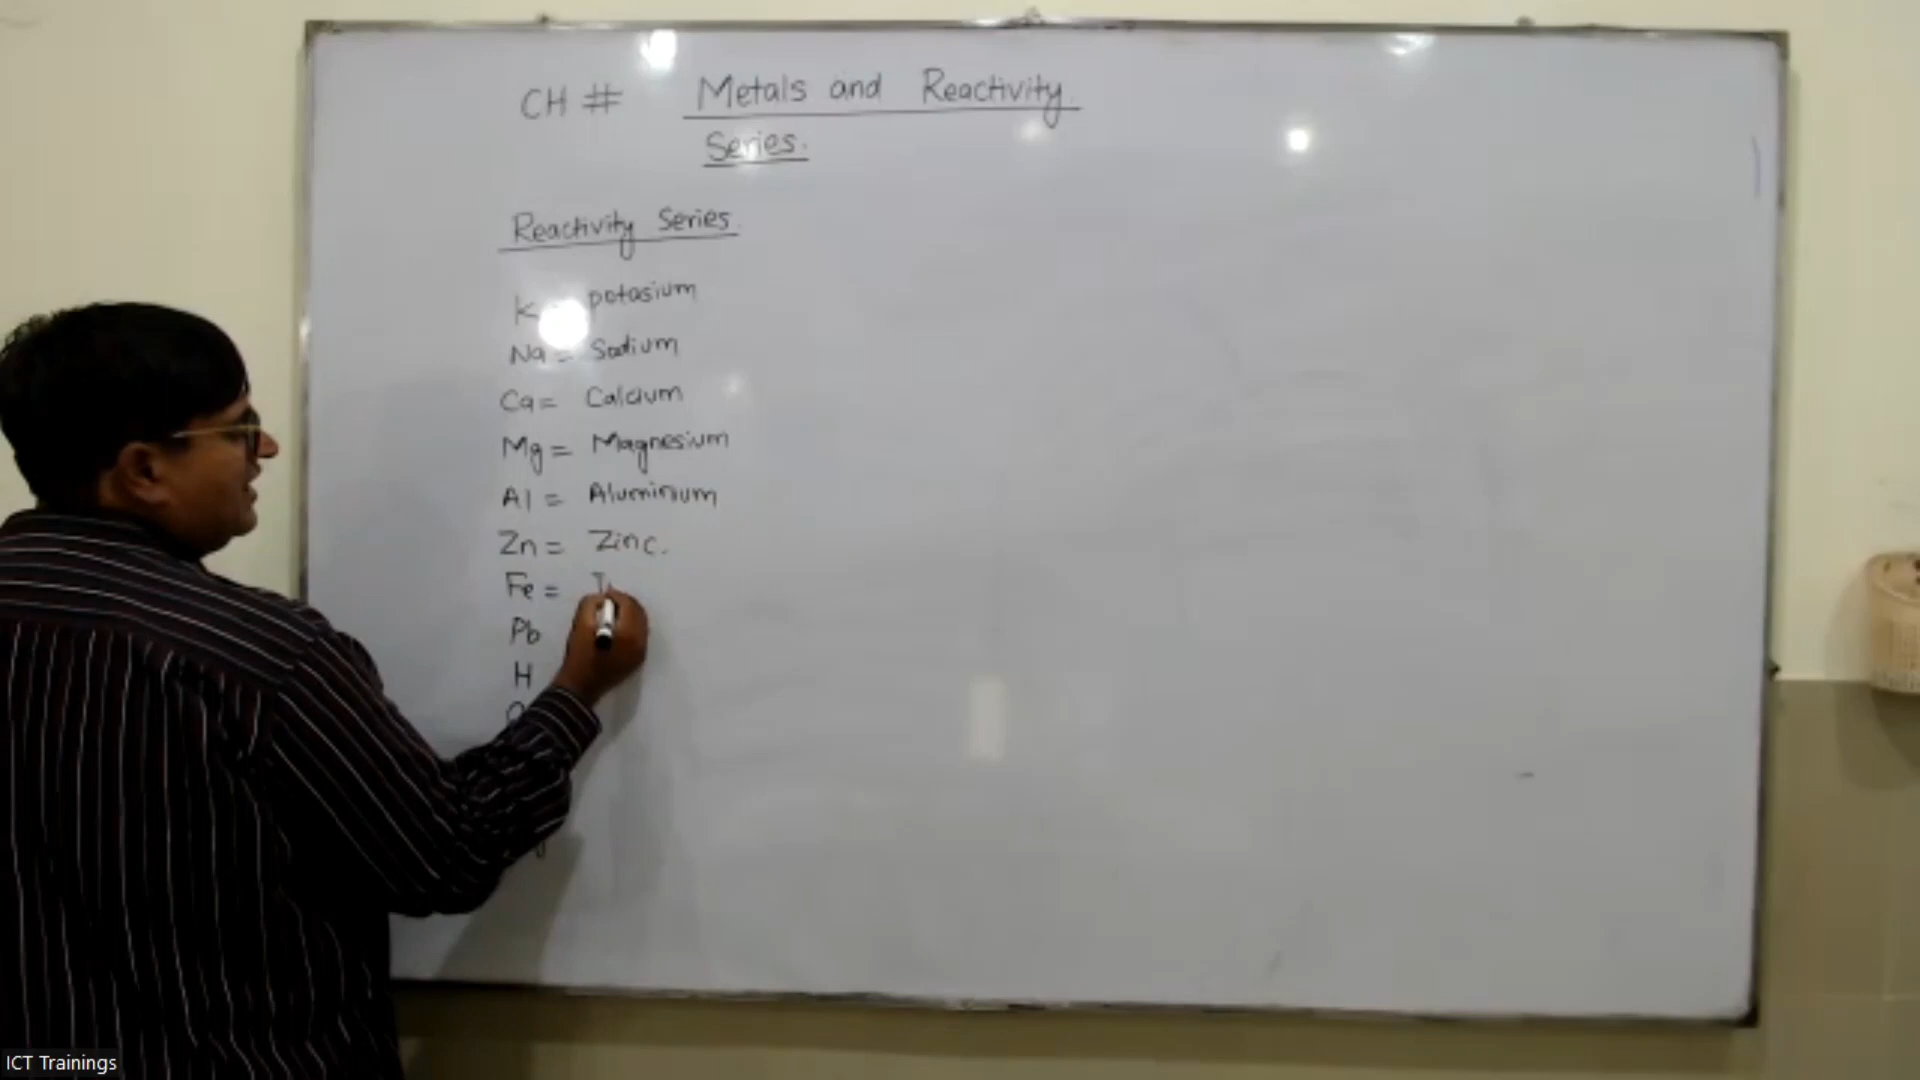 CH # Metals and Reactivity
Series.
Reactivity Series.
K = potasium
Na = Sodium
Ca = Calcium
Mg = Magnesium
Al = Aluminium
Zn = Zinc.
Fe =
Pb
H
ICT Trainings